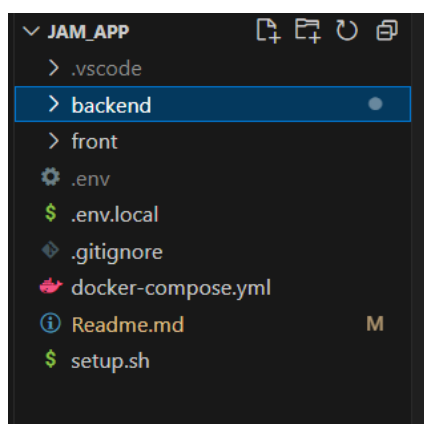 JAM_APP
.vscode
backend
front
.env
$ .env.local
.gitignore
docker-compose.yml
Readme.md M
$ setup.sh